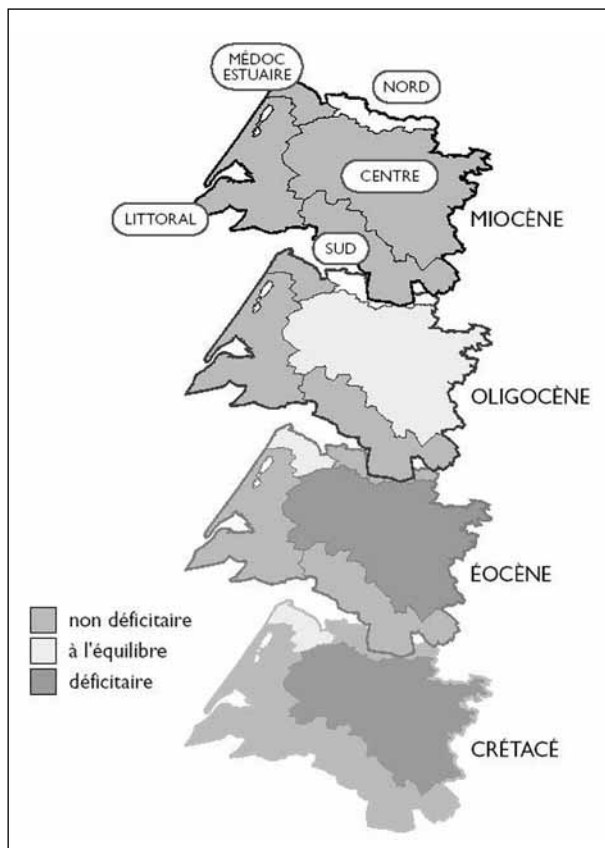 MÉDOC
ESTUAIRE
NORD
CENTRE
LITTORAL
MIOCÈNE
SUD
OLIGOCÈNE
ÉOCÈNE
non déficitaire
à l'équilibre
déficitaire
CRÉTACÉ